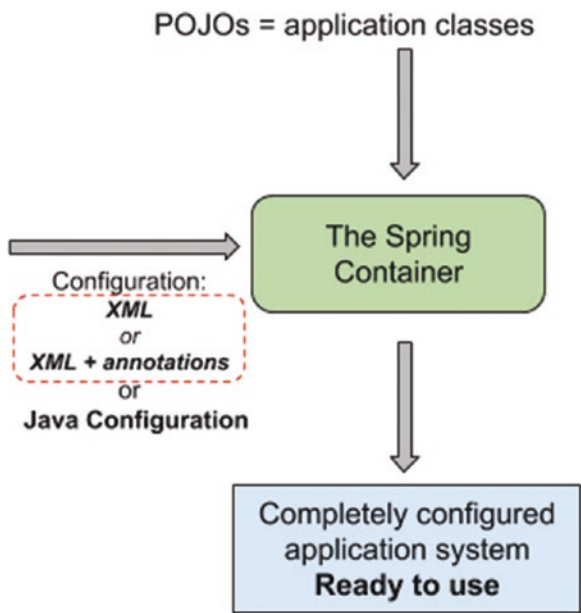 POJOs = application classes
The Spring
Container
Configuration:
XML
or
XML + annotations
or
Java Configuration
Completely configured
application system
Ready to use